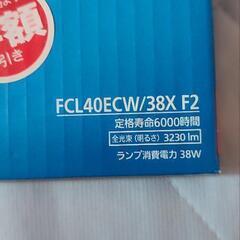 額
引き
FCL40ECW/38X F2
定格寿命6000時間
全光束(明るさ) 3230 lm
ランプ消費電力 38W